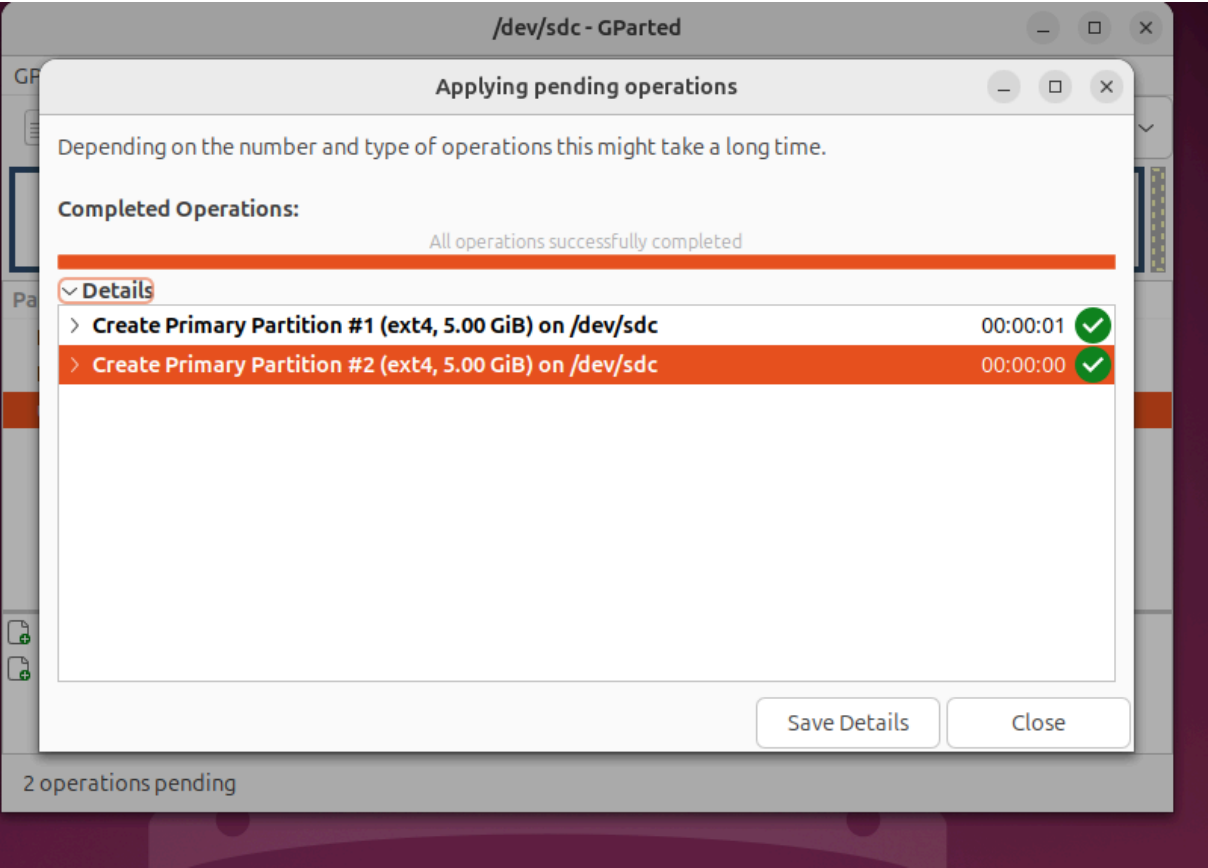 /dev/sdc - GParted
GP
Applying pending operations
Depending on the number and type of operations this might take a long time.
Completed Operations:
All operations successfully completed
Details
Pa
Create Primary Partition #1 (ext4, 5.00 GiB) on /dev/sdc 00:00:01
Create Primary Partition #2 (ext4, 5.00 GiB) on /dev/sdc 00:00:00
Save Details Close
2 operations pending